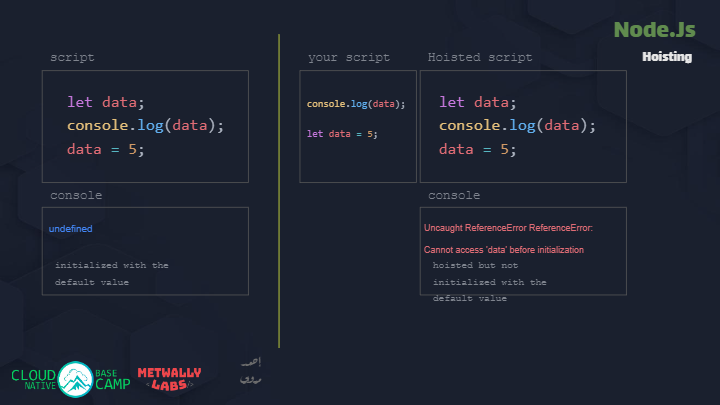 Node.Js
Hoisting
script
let data;
console.log(data);
data = 5;
console
undefined
initialized with the
default value
your script
console.log(data);
let data = 5;
Hoisted script
let data;
console.log(data);
data = 5;
console
Uncaught ReferenceError ReferenceError:
Cannot access 'data' before initialization
hoisted but not
initialized with the
default value
CLOUD NATIVE
BASE CAMP
METWALLY
<LABS/>